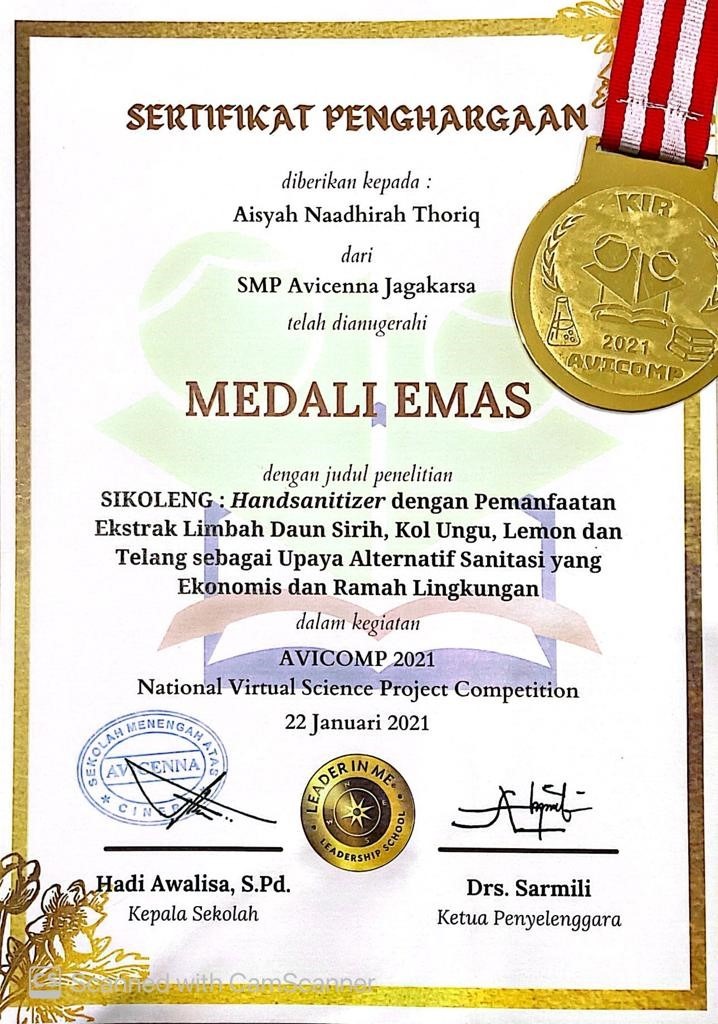 SERTIFIKAT PENGHARGAAN
diberikan kepada :
Aisyah Naadhirah Thoriq
dari
SMP Avicenna Jagakarsa
telah dianugerahi
MEDALI EMAS
dengan judul penelitian
SIKOLENG : Handsanitizer dengan Pemanfaatan
Ekstrak Limbah Daun Sirih, Kol Ungu, Lemon dan
Telang sebagai Upaya Alternatif Sanitasi yang
Ekonomis dan Ramah Lingkungan
dalam kegiatan
AVICOMP 2021
National Virtual Science Project Competition
22 Januari 2021
KIR
2021
AVICOMP
SEKOLAH MENENGAH ATAS
AVICENNA
CINERE
LEADER IN ME
LEADERSHIP SCHOOL
N
E
S
W
Hadi Awalisa, S.Pd.
Kepala Sekolah
Drs. Sarmili
Ketua Penyelenggara
Scanned with CamScanner